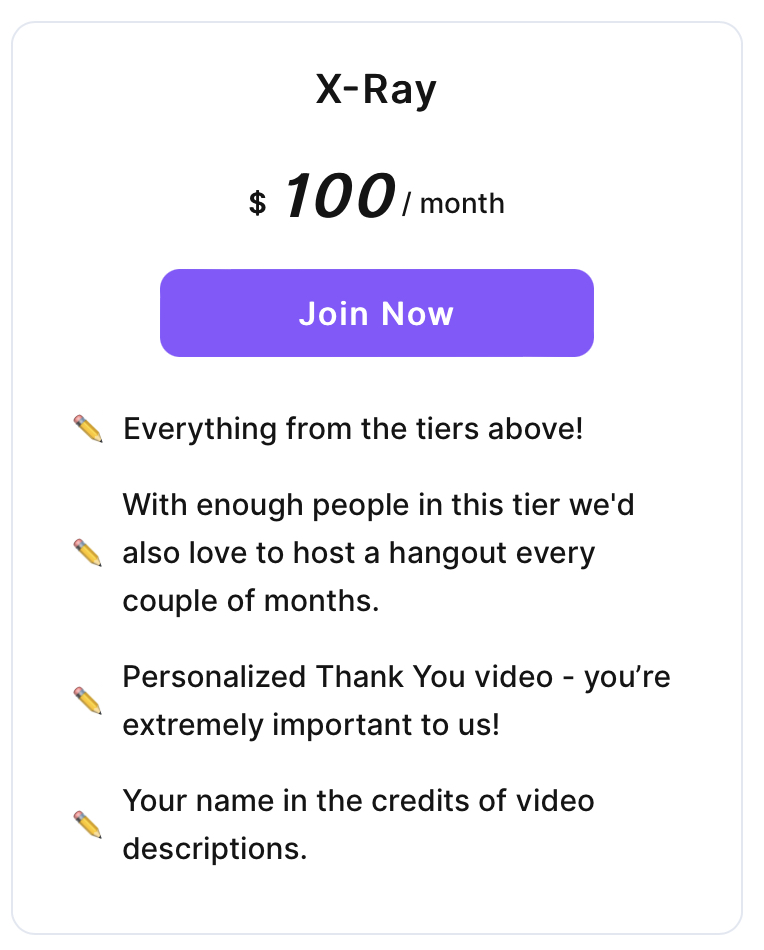 X-Ray
$ 100 / month
Join Now
Everything from the tiers above!
With enough people in this tier we'd
also love to host a hangout every
couple of months.
Personalized Thank You video - you’re
extremely important to us!
Your name in the credits of video
descriptions.